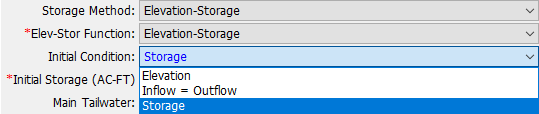 Storage Method: Elevation-Storage
*Elev-Stor Function: Elevation-Storage
Initial Condition: Storage
*Initial Storage (AC-FT) Elevation
Inflow = Outflow
Main Tailwater: Storage